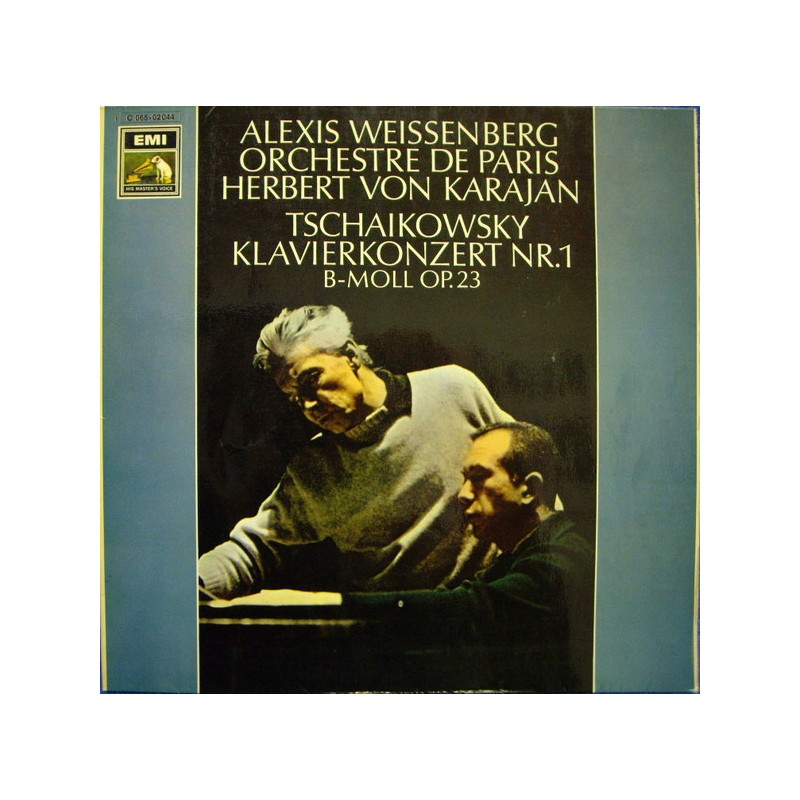 C 065-02044
EMI
HIS MASTER'S VOICE
ALEXIS WEISSENBERG
ORCHESTRE DE PARIS
HERBERT VON KARAJAN
TSCHAIKOWSKY
KLAVIERKONZERT NR.1
B-MOLL OP.23